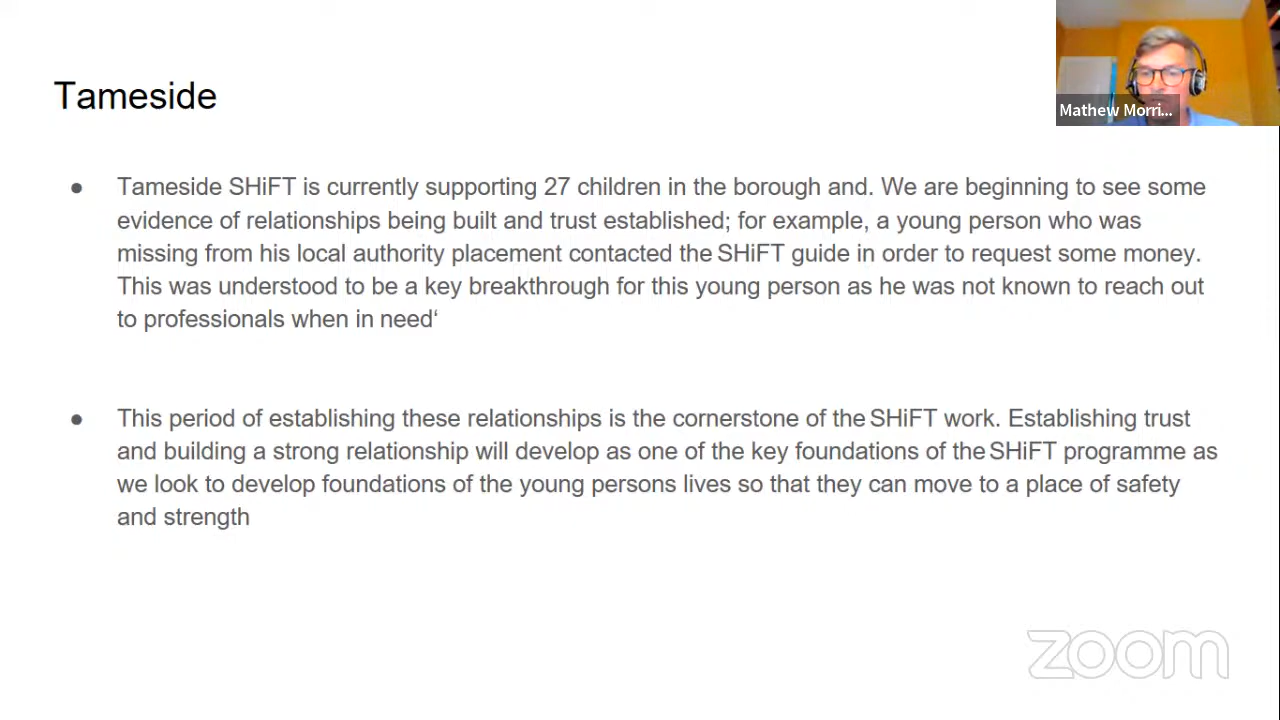 Tameside
Mathew Morri...
● Tameside SHiFT is currently supporting 27 children in the borough and. We are beginning to see some
evidence of relationships being built and trust established; for example, a young person who was
missing from his local authority placement contacted the SHiFT guide in order to request some money.
This was understood to be a key breakthrough for this young person as he was not known to reach out
to professionals when in need‘
● This period of establishing these relationships is the cornerstone of the SHiFT work. Establishing trust
and building a strong relationship will develop as one of the key foundations of the SHiFT programme as
we look to develop foundations of the young persons lives so that they can move to a place of safety
and strength
zoom